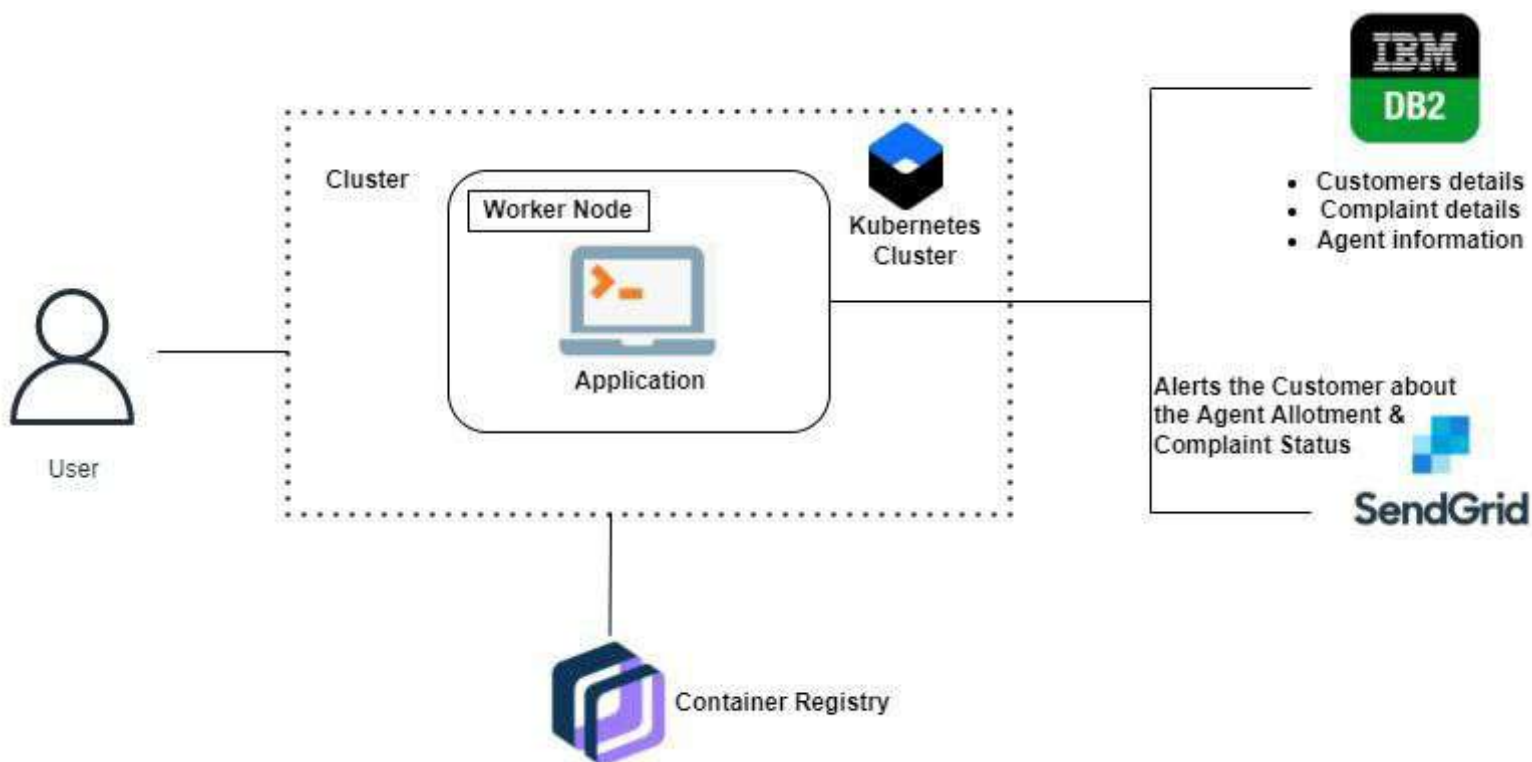 IBM
DB2
Cluster
Worker Node
Kubernetes
Cluster
Application
• Customers details
• Complaint details
• Agent information
User
Alerts the Customer about
the Agent Allotment &
Complaint Status
SendGrid
Container Registry